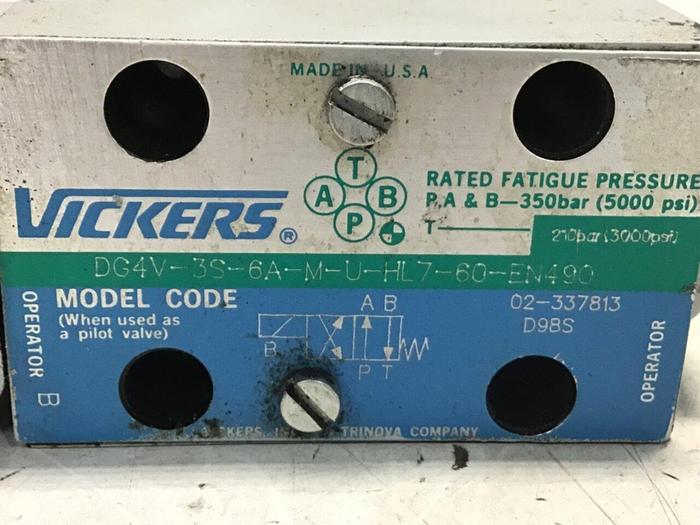 MADE IN U.S.A.
VICKERS®
T
A B
P
RATED FATIGUE PRESSURE
P,A & B—350bar (5000 psi)
T— 210bar(3000psi)
DG4V-3S-6A-M-U-HL7-60-EN490
MODEL CODE
(When used as
a pilot valve)
A B
B
P T
02-337813
D98S
OPERATOR B
OPERATOR
TRINOVA COMPANY